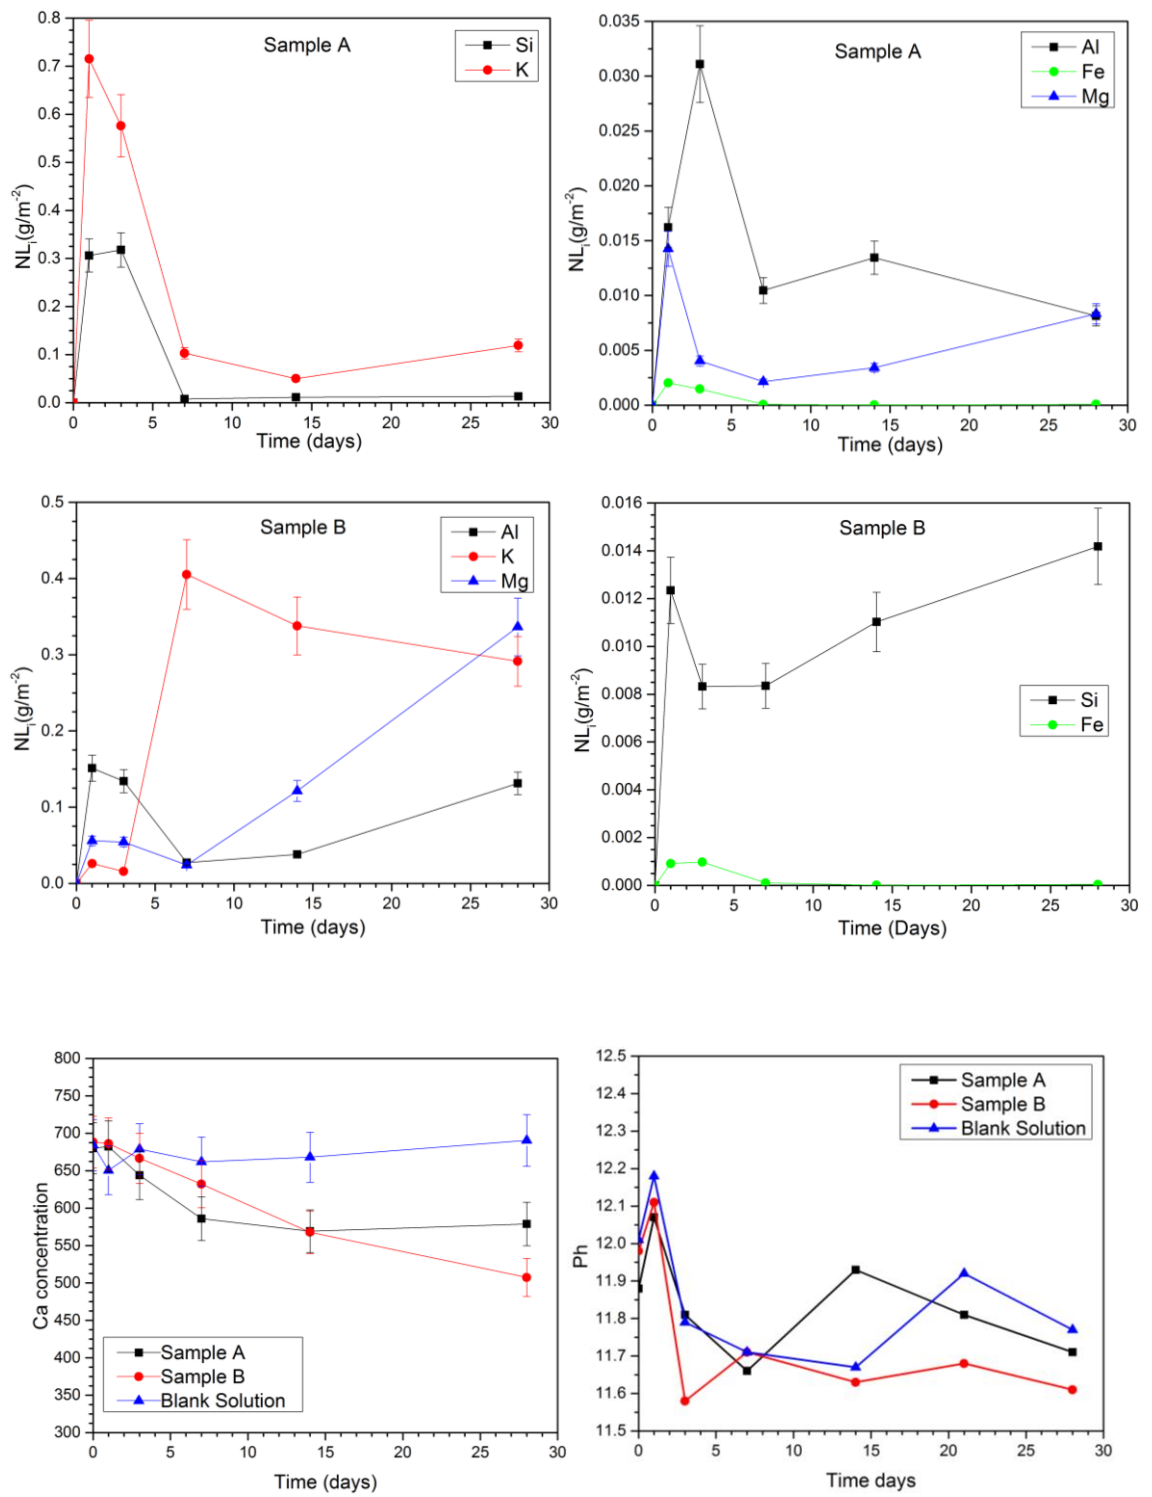 Sample A
Si
K
0.8
0.7
0.6
0.5
0.4
0.3
0.2
0.1
0.0
NLi(g/m-2)
0 5 10 15 20 25 30
Time (days)
Sample A
Al
Fe
Mg
0.035
0.030
0.025
0.020
0.015
0.010
0.005
0.000
NLi(g/m-2)
0 5 10 15 20 25 30
Time (days)
Sample B
Al
K
Mg
0.5
0.4
0.3
0.2
0.1
0.0
NLi(g/m-2)
0 5 10 15 20 25 30
Time (days)
Sample B
Si
Fe
0.016
0.014
0.012
0.010
0.008
0.006
0.004
0.002
0.000
NLi(g/m-2)
0 5 10 15 20 25 30
Time (Days)
800
750
700
650
600
550
500
450
400
350
300
Ca concentration
Sample A
Sample B
Blank Solution
0 5 10 15 20 25 30
Time (days)
12.5
12.4
12.3
12.2
12.1
12.0
11.9
11.8
11.7
11.6
11.5
Ph
Sample A
Sample B
Blank Solution
0 5 10 15 20 25 30
Time days